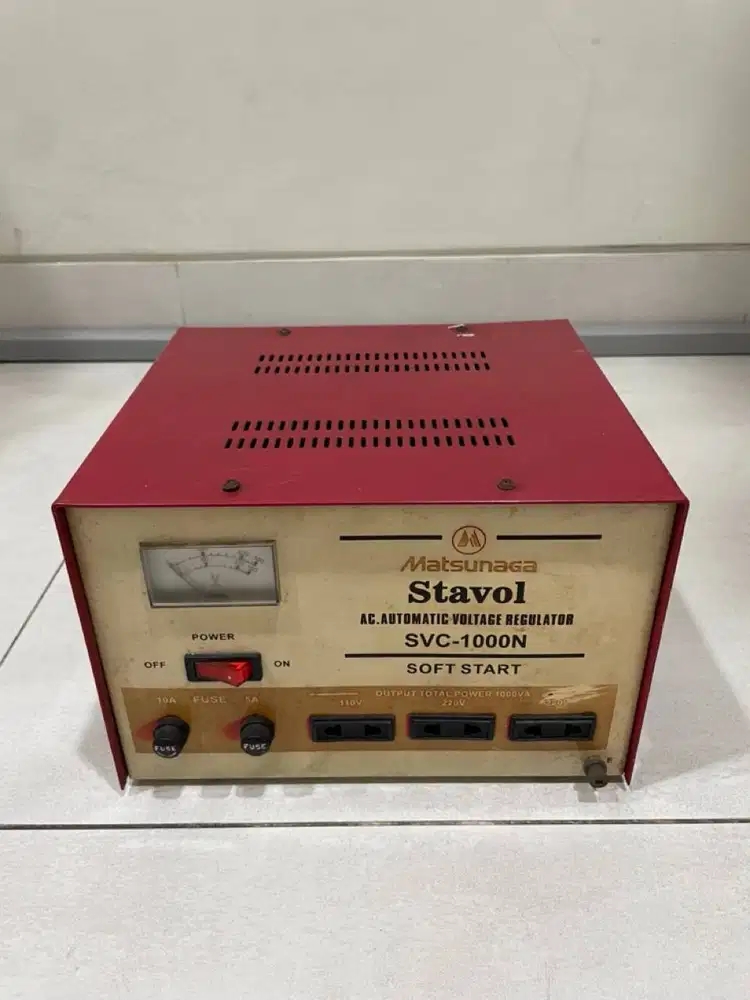 Matsunaga
Stavol
AC.AUTOMATIC VOLTAGE REGULATOR
SVC-1000N
SOFT START
POWER
OFF
ON
V
10A FUSE 5A
OUTPUT TOTAL POWER 1000VA
110V 220V
FUSE FUSE